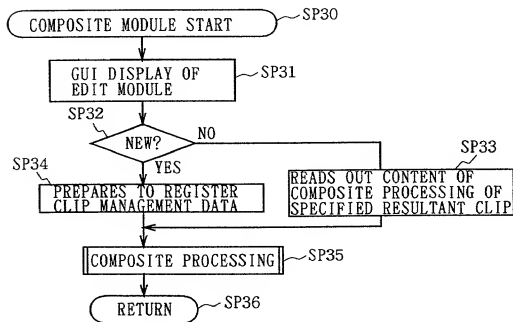 COMPOSITE MODULE START
SP30
GUI DISPLAY OF
EDIT MODULE
SP31
SP32
NEW?
NO
YES
SP33
READS OUT CONTENT OF
COMPOSITE PROCESSING OF
SPECIFIED RESULTANT CLIP
SP34
PREPARES TO REGISTER
CLIP MANAGEMENT DATA
COMPOSITE PROCESSING
SP35
RETURN
SP36